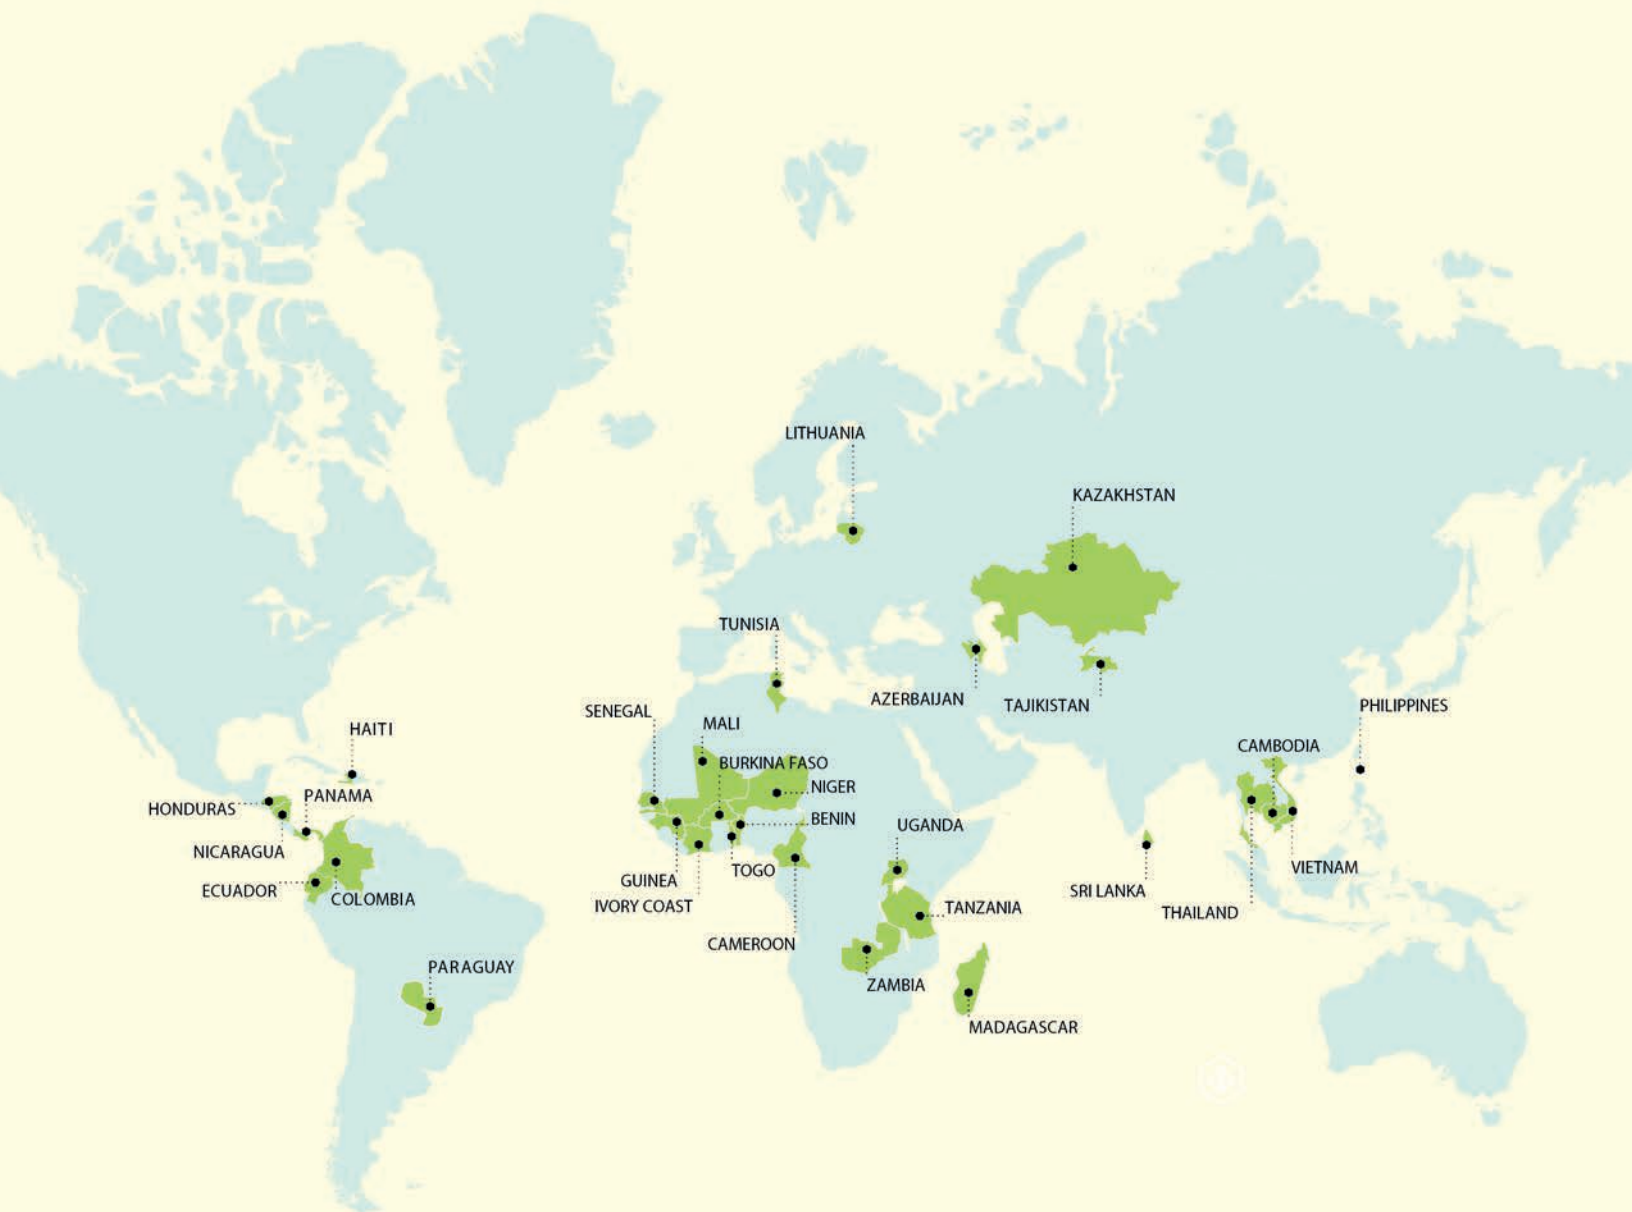 LITHUANIA
KAZAKHSTAN
TUNISIA
AZERBAIJAN
TAJIKISTAN
PHILIPPINES
SENEGAL
MALI
HAITI
CAMBODIA
BURKINA FASO
NIGER
PANAMA
HONDURAS
BENIN
UGANDA
NICARAGUA
VIETNAM
TOGO
GUINEA
SRI LANKA
ECUADOR
COLOMBIA
IVORY COAST
TANZANIA
THAILAND
CAMEROON
PARAGUAY
ZAMBIA
MADAGASCAR